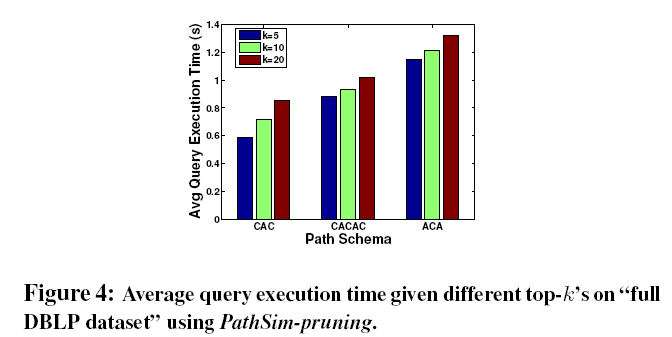 1.4
1.2
1
0.8
0.6
0.4
0.2
0
Avg Query Execution Time (s)
k=5
k=10
k=20
CAC CACAC ACA
Path Schema
Figure 4: Average query execution time given different top-k's on “full
DBLP dataset” using PathSim-pruning.